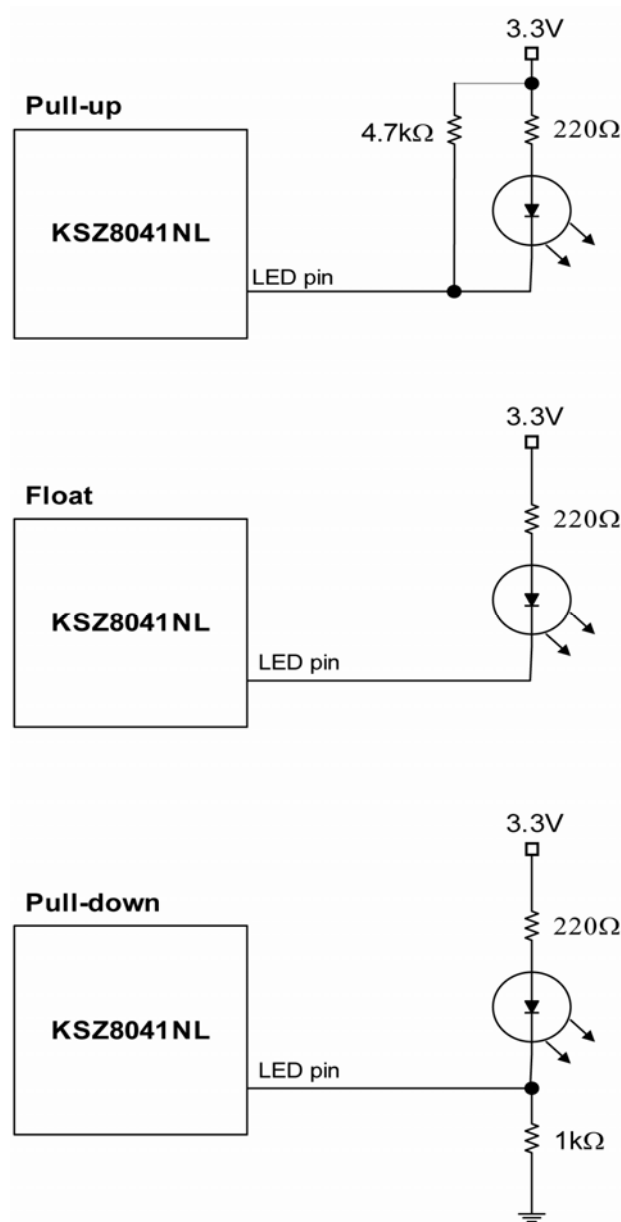 3.3V
Pull-up
4.7kΩ
220Ω
KSZ8041NL
LED pin
3.3V
Float
220Ω
KSZ8041NL
LED pin
3.3V
Pull-down
220Ω
KSZ8041NL
LED pin
1kΩ